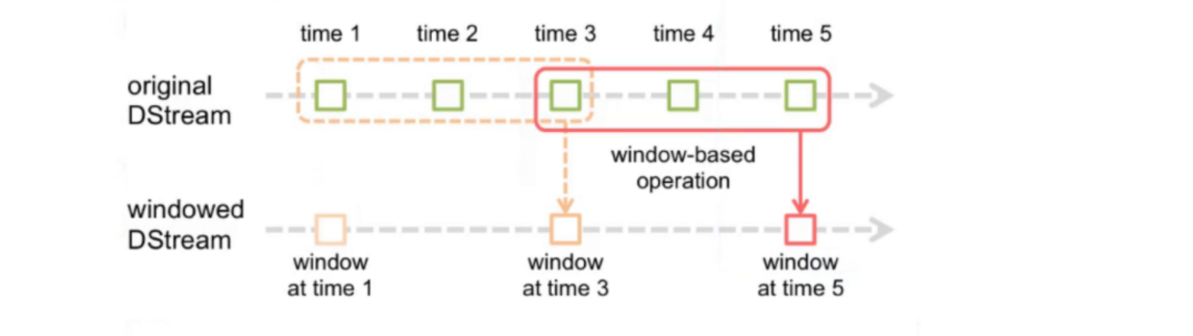 time 1 time 2 time 3 time 4 time 5
original
DStream
window-based
operation
windowed
DStream
window window window
at time 1 at time 3 at time 5